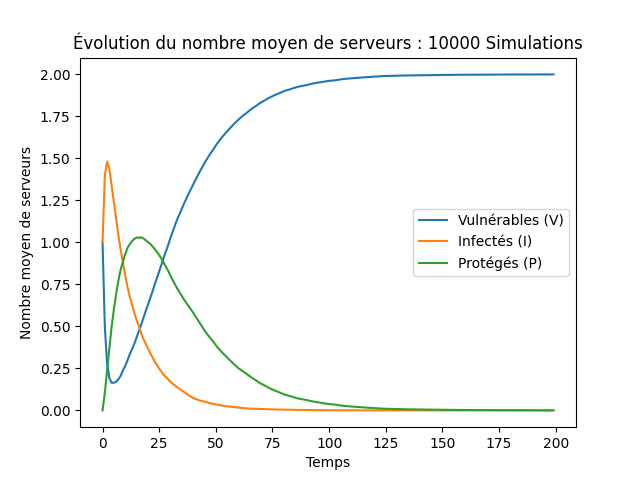 Évolution du nombre moyen de serveurs : 10000 Simulations
Nombre moyen de serveurs
2.00
1.75
1.50
1.25
1.00
0.75
0.50
0.25
0.00
Vulnérables (V)
Infectés (I)
Protégés (P)
0 25 50 75 100 125 150 175 200
Temps